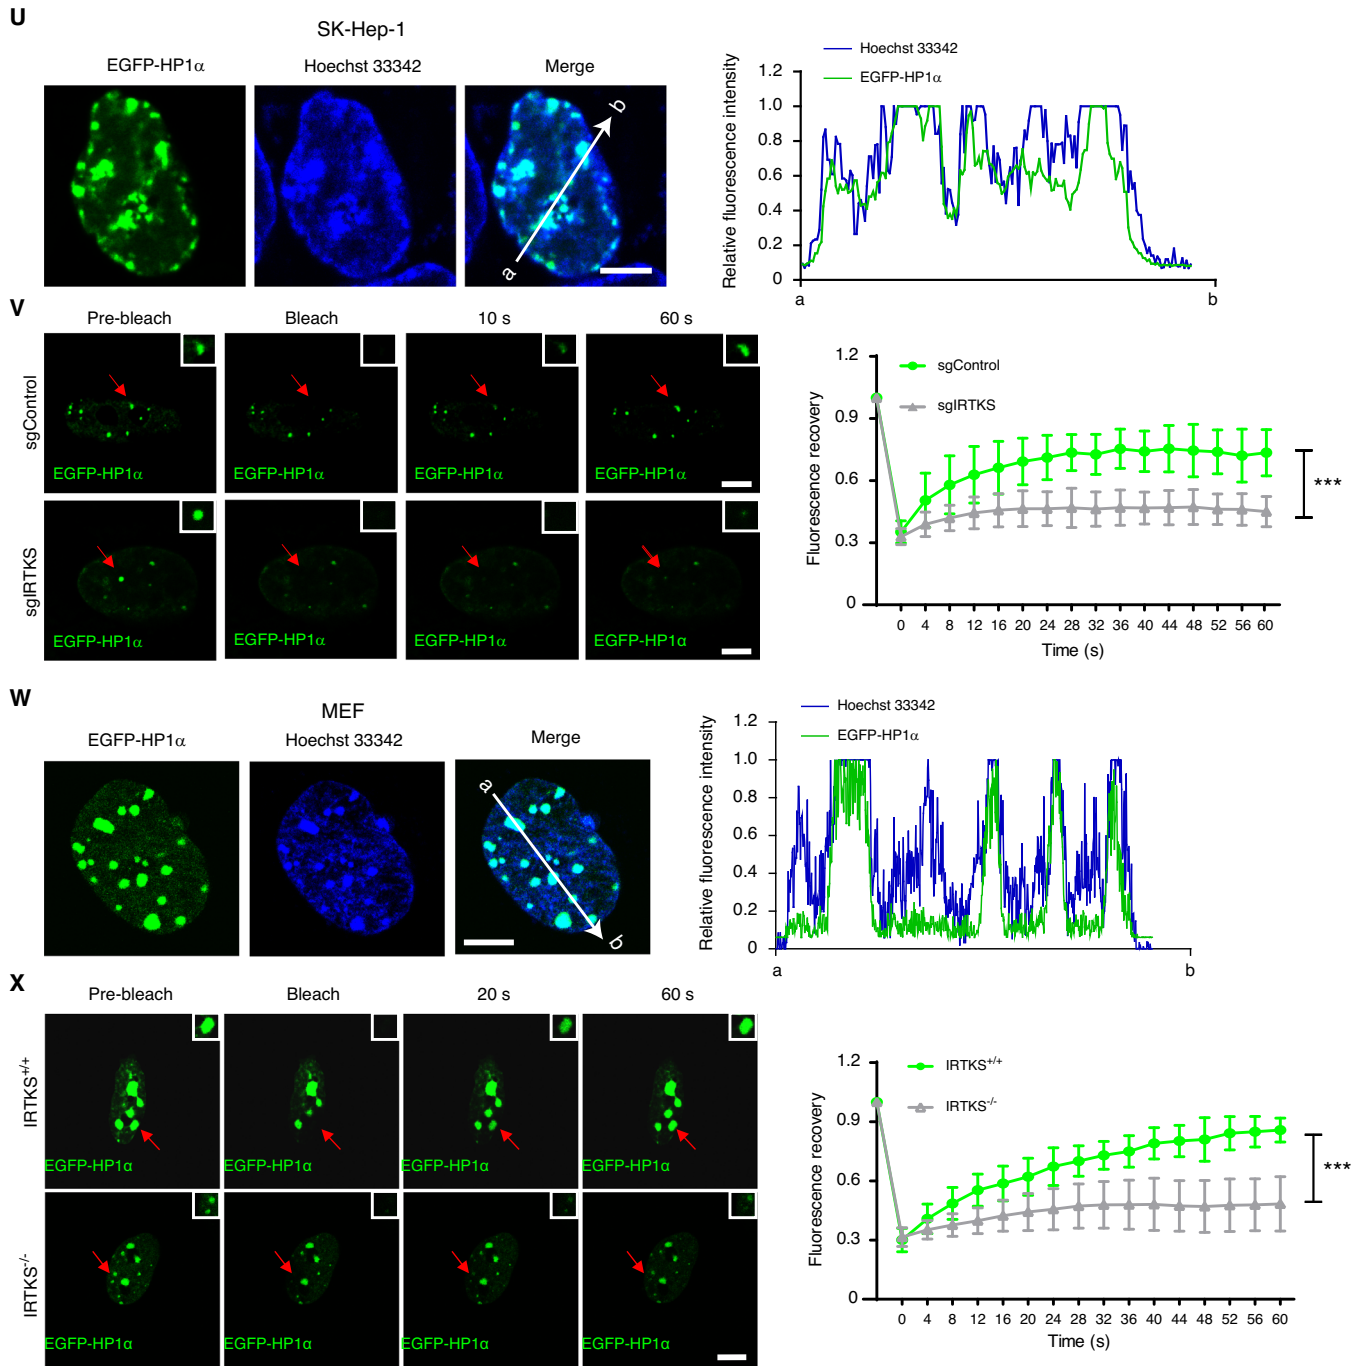 U
SK-Hep-1
EGFP-HP1α
Hoechst 33342
Merge
a
b
Hoechst 33342
EGFP-HP1α
Relative fluorescence intensity
1.2
1.0
0.8
0.6
0.4
0.2
0
a
b
V
Pre-bleach
Bleach
10 s
60 s
sgControl
EGFP-HP1α
EGFP-HP1α
EGFP-HP1α
EGFP-HP1α
sgIRTKS
EGFP-HP1α
EGFP-HP1α
EGFP-HP1α
EGFP-HP1α
sgControl
sgIRTKS
Fluorescence recovery
1.2
0.9
0.6
0.3
0
0 4 8 12 16 20 24 28 32 36 40 44 48 52 56 60
Time (s)
***
W
MEF
EGFP-HP1α
Hoechst 33342
Merge
a
b
Hoechst 33342
EGFP-HP1α
Relative fluorescence intensity
1.2
1.0
0.8
0.6
0.4
0.2
0
a
b
X
Pre-bleach
Bleach
20 s
60 s
IRTKS+/+
EGFP-HP1α
EGFP-HP1α
EGFP-HP1α
EGFP-HP1α
IRTKS-/-
EGFP-HP1α
EGFP-HP1α
EGFP-HP1α
EGFP-HP1α
IRTKS+/+
IRTKS-/-
Fluorescence recovery
1.2
0.9
0.6
0.3
0
0 4 8 12 16 20 24 28 32 36 40 44 48 52 56 60
Time (s)
***